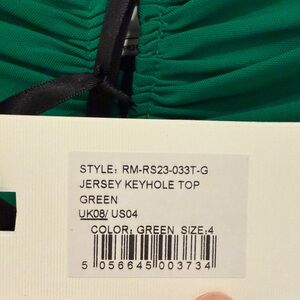 STYLE: RM-RS23-033T-G
JERSEY KEYHOLE TOP
GREEN
UK08/ US04
COLOR: GREEN SIZE:4
5 056645 003734